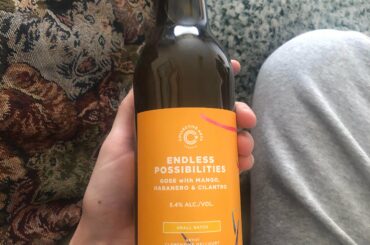 ENDLESS
POSSIBILITIES
GOSE with MANGO,
HABANERO & CILANTRO
5.4% ALC./VOL.
SMALL BATCH